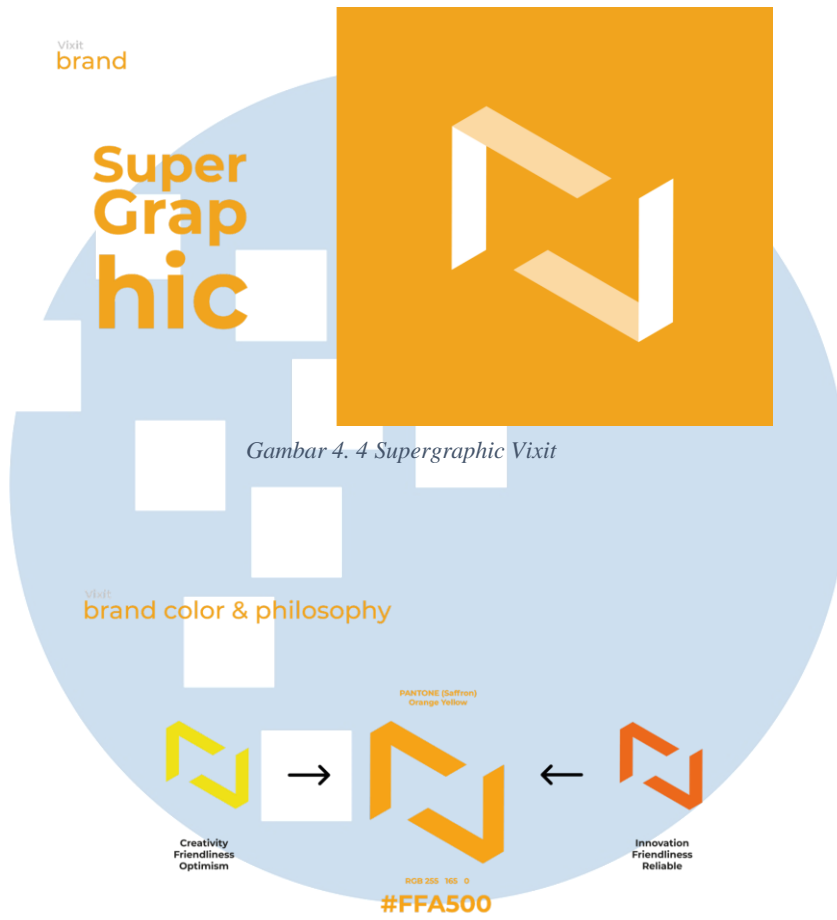 Vixit
brand
Super
Grap
hic
Gambar 4. 4 Supergraphic Vixit
Vixit
brand color & philosophy
PANTONE (Saffron)
Orange Yellow
Creativity
Friendliness
Optimism
Innovation
Friendliness
Reliable
RGB 255 165 0
#FFA500